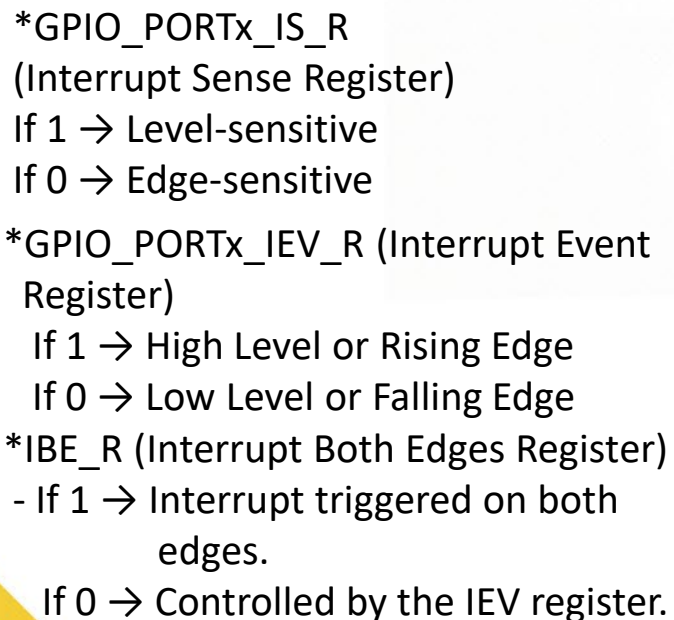 *GPIO_PORTx_IS_R
(Interrupt Sense Register)
If 1 → Level-sensitive
If 0 → Edge-sensitive
*GPIO_PORTx_IEV_R (Interrupt Event
Register)
If 1 → High Level or Rising Edge
If 0 → Low Level or Falling Edge
*IBE_R (Interrupt Both Edges Register)
- If 1 → Interrupt triggered on both
edges.
If 0 → Controlled by the IEV register.